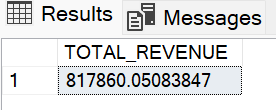 Results Messages
TOTAL_REVENUE
1 817860.05083847